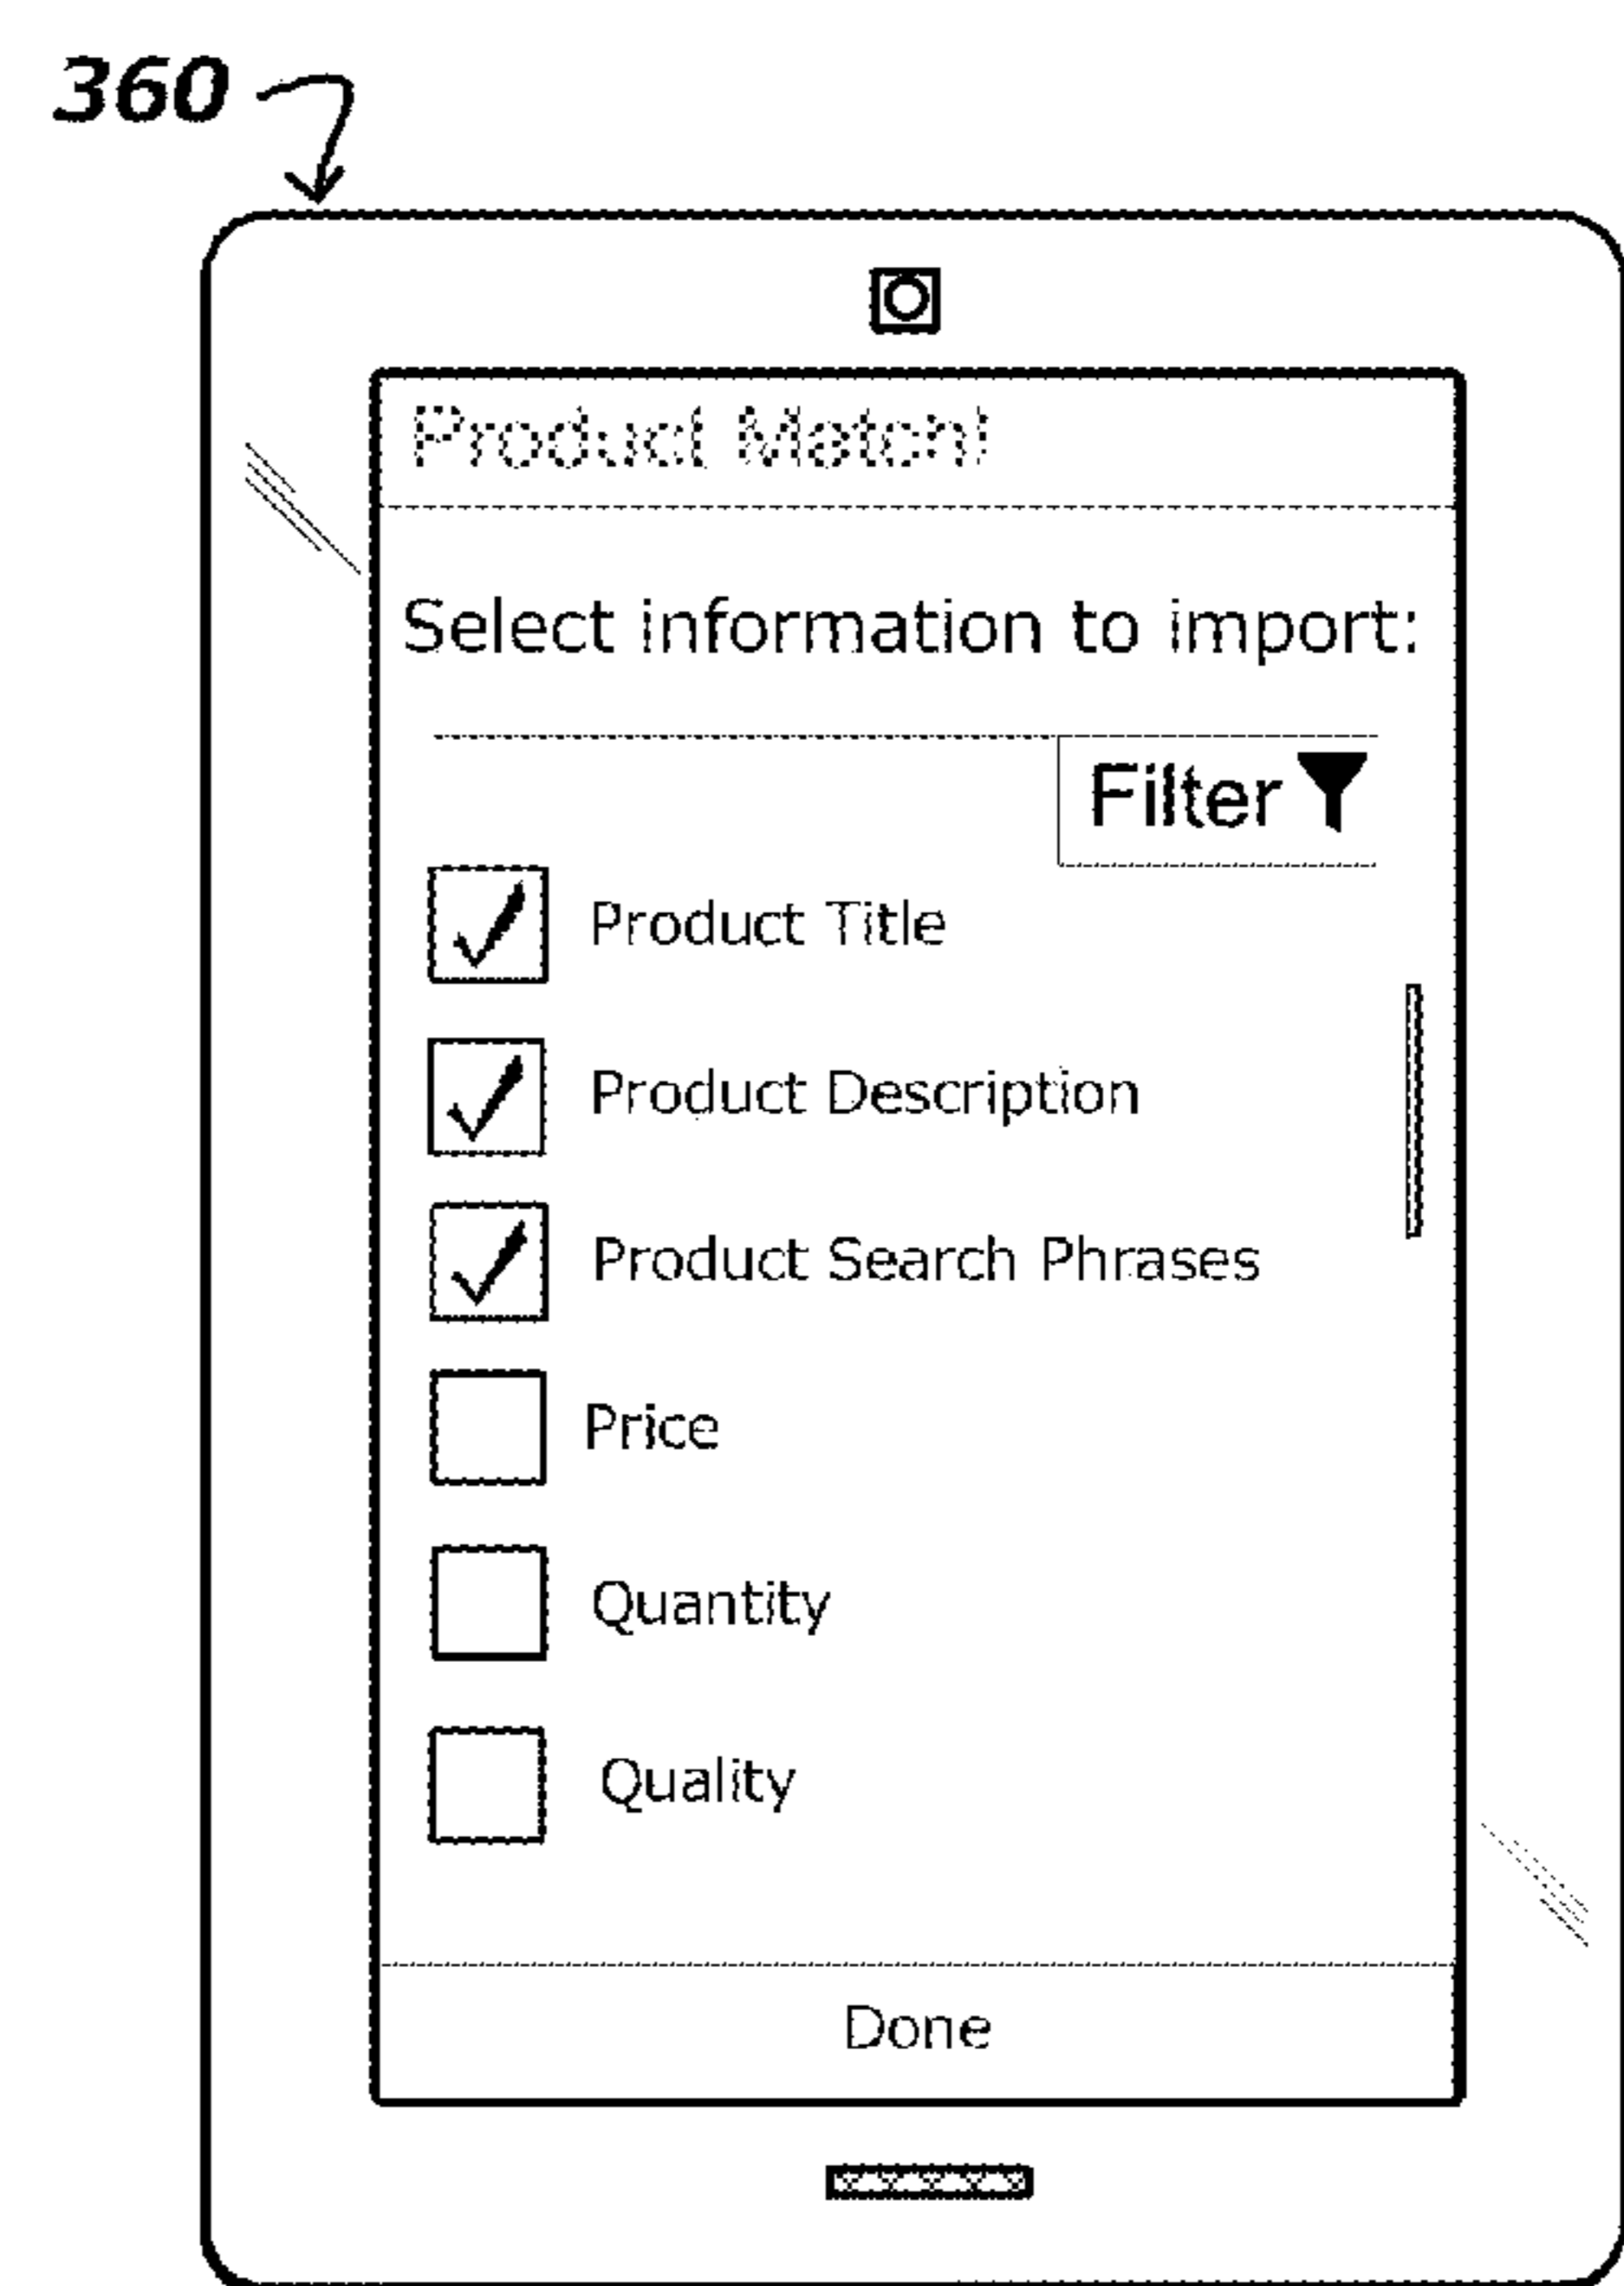 360
Product Match!
Select information to import:
Filter
Product Title
Product Description
Product Search Phrases
Price
Quantity
Quality
Done